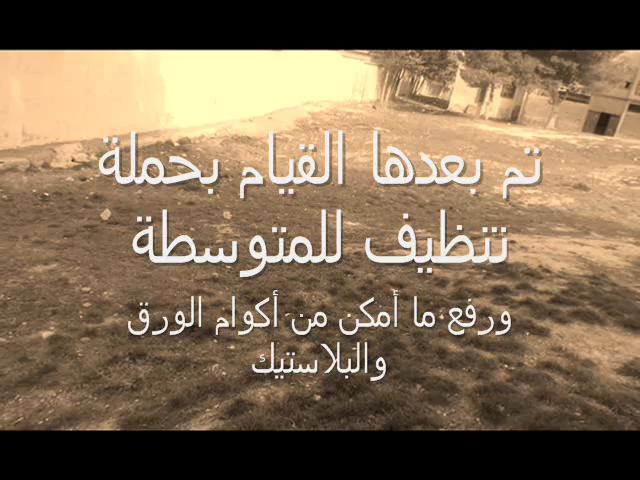 تم بعدها القيام بحملة
تنظيف للمتوسطة
ورفع ما أمكن من أكوام الورق
والبلاستيك